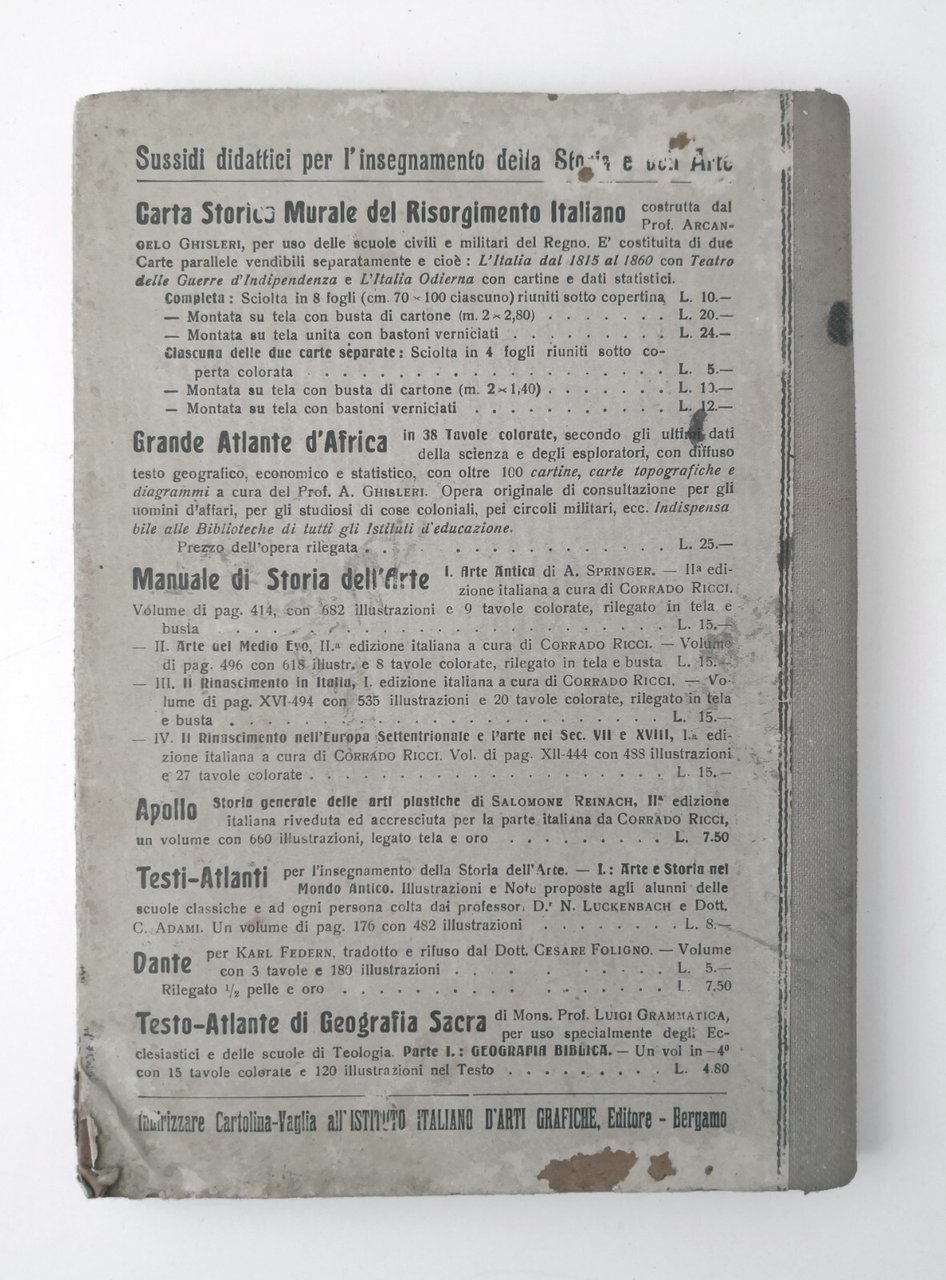 Sussidi didattici per l'insegnamento della Storia e dell'Arte
Carta Storica Murale del Risorgimento Italiano costrutta dal
Prof. ARCAN-
GELO GHISLERI, per uso delle scuole civili e militari del Regno. E' costituita di due
Carte parallele vendibili separatamente e cioè : L'Italia dal 1815 al 1860 con Teatro
delle Guerre d'Indipendenza e L'Italia Odierna con cartine e dati statistici.
Completa : Sciolta in 8 fogli (cm. 70 × 100 ciascuno) riuniti sotto copertina L. 10.—
— Montata su tela con busta di cartone (m. 2 × 2,80) . . . . . . . L. 20.—
— Montata su tela unita con bastoni verniciati . . . . . . . . . L. 24.—
Ciascuna delle due carte separate : Sciolta in 4 fogli riuniti sotto co-
perta colorata . . . . . . . . . . . . . . . . . . . L. 5.—
— Montata su tela con busta di cartone (m. 2 × 1,40) . . . . . . . L. 10.—
— Montata su tela con bastoni verniciati . . . . . . . . . . . L. 12.—
Grande Atlante d'Africa in 38 Tavole colorate, secondo gli ultimi dati
della scienza e degli esploratori, con diffuso
testo geografico, economico e statistico, con oltre 100 cartine, carte topografiche e
diagrammi a cura del Prof. A. GHISLERI. Opera originale di consultazione per gli
uomini d'affari, per gli studiosi di cose coloniali, pei circoli militari, ecc. Indispensa
bile alle Biblioteche di tutti gli Istituti d'educazione.
Prezzo dell'opera rilegata . . . . . . . . . . . . . . L. 25.—
Manuale di Storia dell'Arte I. Arte Antica di A. SPRINGER. — IIª edi-
zione italiana a cura di CORRADO RICCI.
Volume di pag. 414, con 682 illustrazioni e 9 tavole colorate, rilegato in tela e
busta . . . . . . . . . . . . . . . . . . . . . . L. 15.—
— II. Arte nel Medio Evo, II.ª edizione italiana a cura di CORRADO RICCI. — Volume
di pag. 496 con 618 illustr. e 8 tavole colorate, rilegato in tela e busta L. 15.—
— III. Il Rinascimento in Italia, I. edizione italiana a cura di CORRADO RICCI. — Vo-
lume di pag. XVI-494 con 535 illustrazioni e 20 tavole colorate, rilegato in tela
e busta . . . . . . . . . . . . . . . . . . . . . . L. 15.—
— IV. Il Rinascimento nell'Europa Settentrionale e l'arte nei Sec. VII e XVIII, I.ª edi-
zione italiana a cura di CORRADO RICCI. Vol. di pag. XII-444 con 488 illustrazioni
e 27 tavole colorate . . . . . . . . . . . . . . . . . . L. 15.—
Apollo Storia generale delle arti plastiche di SALOMONE REINACH, IIª edizione
italiana riveduta ed accresciuta per la parte italiana da CORRADO RICCI,
un volume con 660 illustrazioni, legato tela e oro . . . . . . . . . L. 7.50
Testi-Atlanti per l'insegnamento della Storia dell'Arte. — I. : Arte e Storia nel
Mondo Antico. Illustrazioni e Note proposte agli alunni delle
scuole classiche e ad ogni persona colta dai professori D.r N. LUCKENBACH e Dott.
C. ADAMI. Un volume di pag. 176 con 482 illustrazioni . . . . . . . . L. 8.—
Dante per KARL FEDERN, tradotto e rifuso dal Dott. CESARE FOLIGNO. — Volume
con 3 tavole e 180 illustrazioni . . . . . . . . . . . L. 5.—
Rilegato ½ pelle e oro . . . . . . . . . . . . . . . . L. 7.50
Testo-Atlante di Geografia Sacra di Mons. Prof. LUIGI GRAMMATICA,
per uso specialmente degli Ec-
clesiastici e delle scuole di Teologia. Parte I. : GEOGRAFIA BIBLICA. — Un vol in-4º
con 15 tavole colorate e 120 illustrazioni nel Testo . . . . . . . . . L. 4.80
Indirizzare Cartolina-Vaglia all'ISTITUTO ITALIANO D'ARTI GRAFICHE, Editore - Bergamo